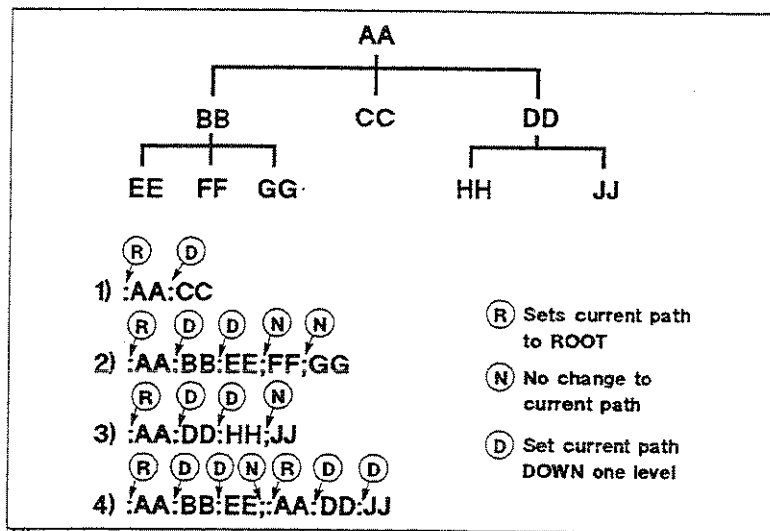 AA
BB CC DD
EE FF GG HH JJ
R D
1) :AA:CC
R D D N N
2) :AA:BB:EE;FF;GG
R D D N
3) :AA:DD:HH;JJ
R D D N R D D
4) :AA:BB:EE;:AA:DD:JJ
R Sets current path
to ROOT
N No change to
current path
D Set current path
DOWN one level